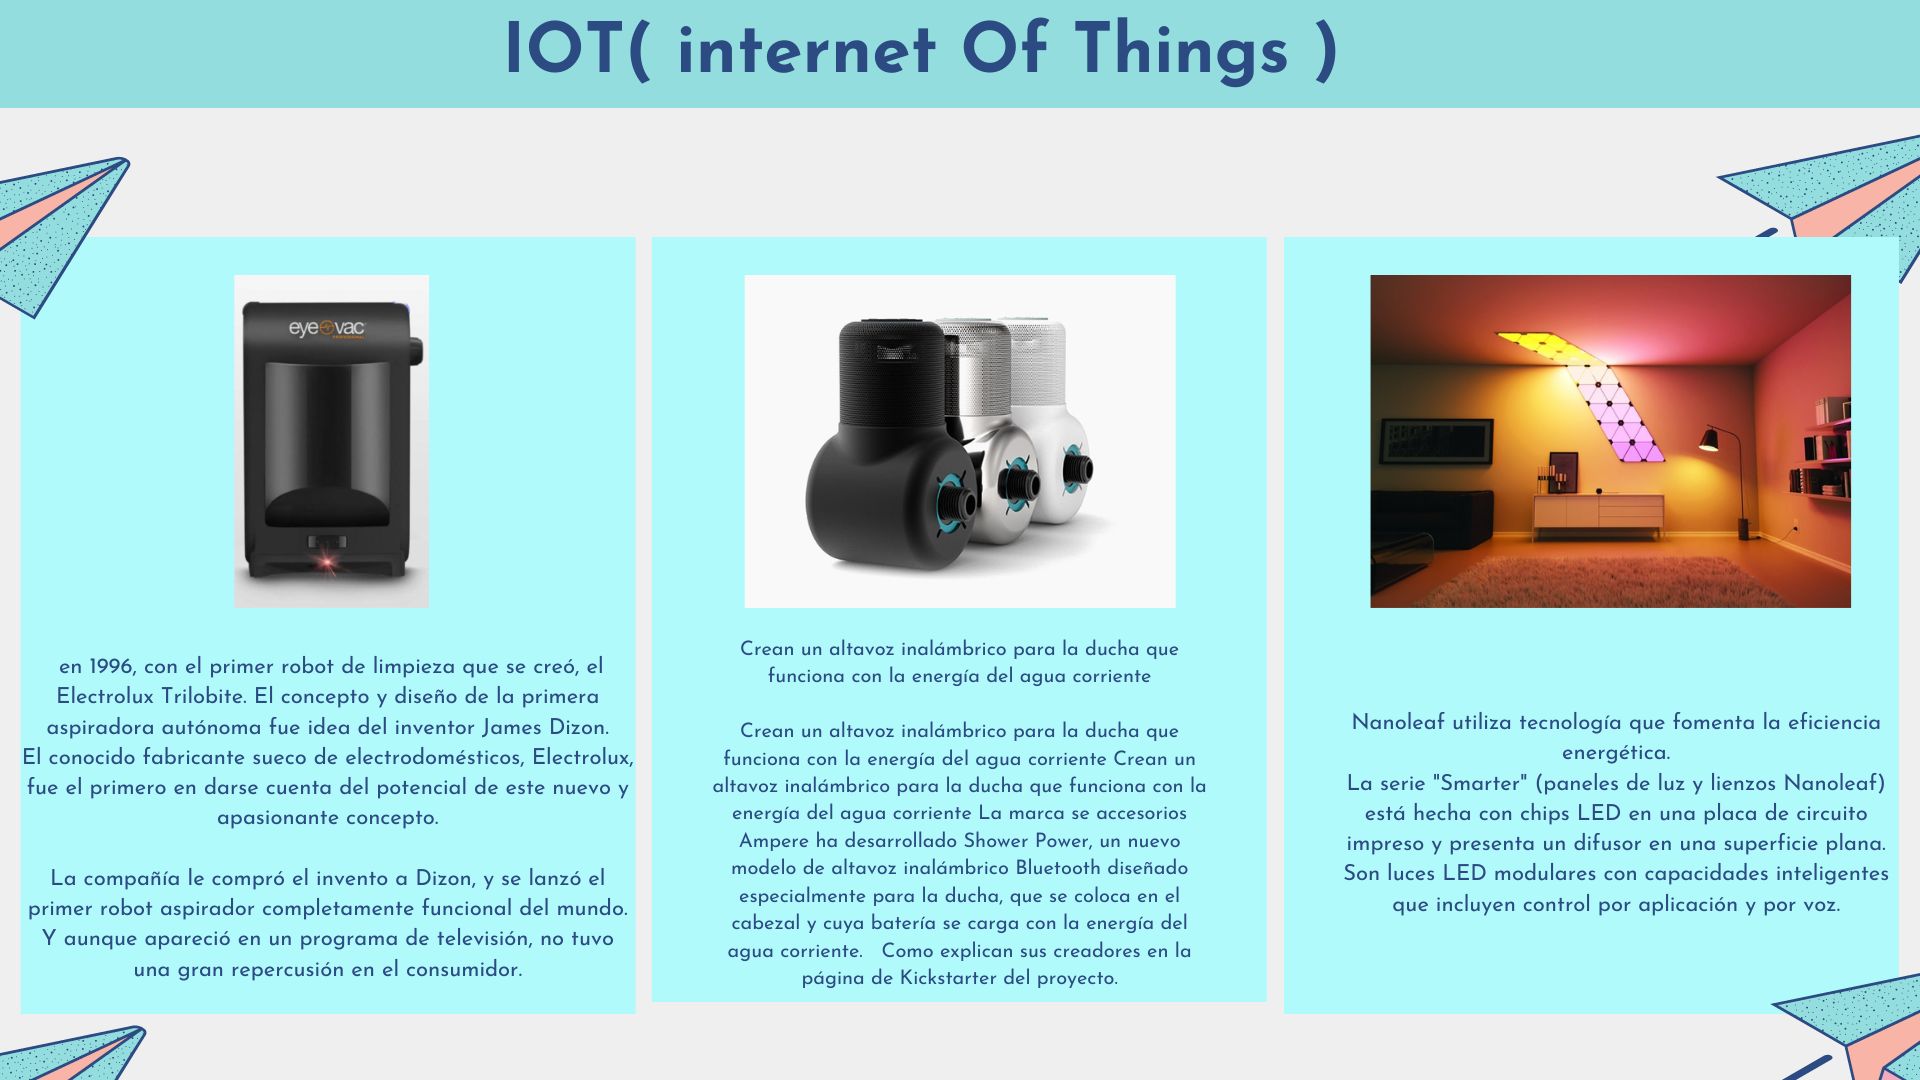 IOT( internet Of Things )
eye vac
PROFESSIONAL
en 1996, con el primer robot de limpieza que se creó, el
Electrolux Trilobite. El concepto y diseño de la primera
aspiradora autónoma fue idea del inventor James Dizon.
El conocido fabricante sueco de electrodomésticos, Electrolux,
fue el primero en darse cuenta del potencial de este nuevo y
apasionante concepto.
La compañía le compró el invento a Dizon, y se lanzó el
primer robot aspirador completamente funcional del mundo.
Y aunque apareció en un programa de televisión, no tuvo
una gran repercusión en el consumidor.
Crean un altavoz inalámbrico para la ducha que
funciona con la energía del agua corriente
Crean un altavoz inalámbrico para la ducha que
funciona con la energía del agua corriente Crean un
altavoz inalámbrico para la ducha que funciona con la
energía del agua corriente La marca se accesorios
Ampere ha desarrollado Shower Power, un nuevo
modelo de altavoz inalámbrico Bluetooth diseñado
especialmente para la ducha, que se coloca en el
cabezal y cuya batería se carga con la energía del
agua corriente.   Como explican sus creadores en la
página de Kickstarter del proyecto.
Nanoleaf utiliza tecnología que fomenta la eficiencia
energética.
La serie "Smarter" (paneles de luz y lienzos Nanoleaf)
está hecha con chips LED en una placa de circuito
impreso y presenta un difusor en una superficie plana.
Son luces LED modulares con capacidades inteligentes
que incluyen control por aplicación y por voz.